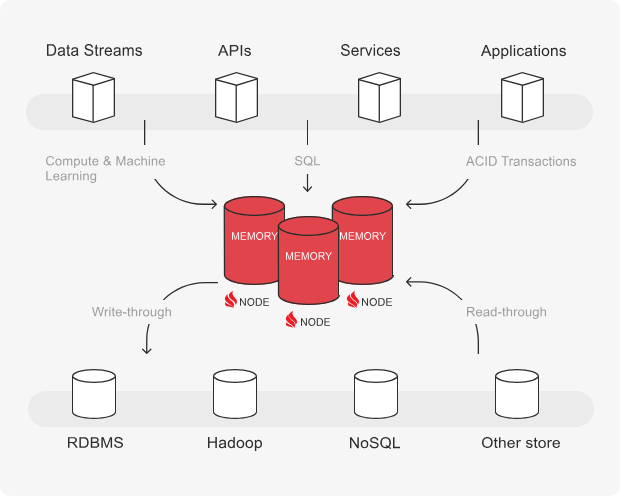 Data Streams
APIs
Services
Applications
Compute & Machine
Learning
SQL
ACID Transactions
MEMORY
MEMORY
MEMORY
NODE
NODE
NODE
Write-through
Read-through
RDBMS
Hadoop
NoSQL
Other store